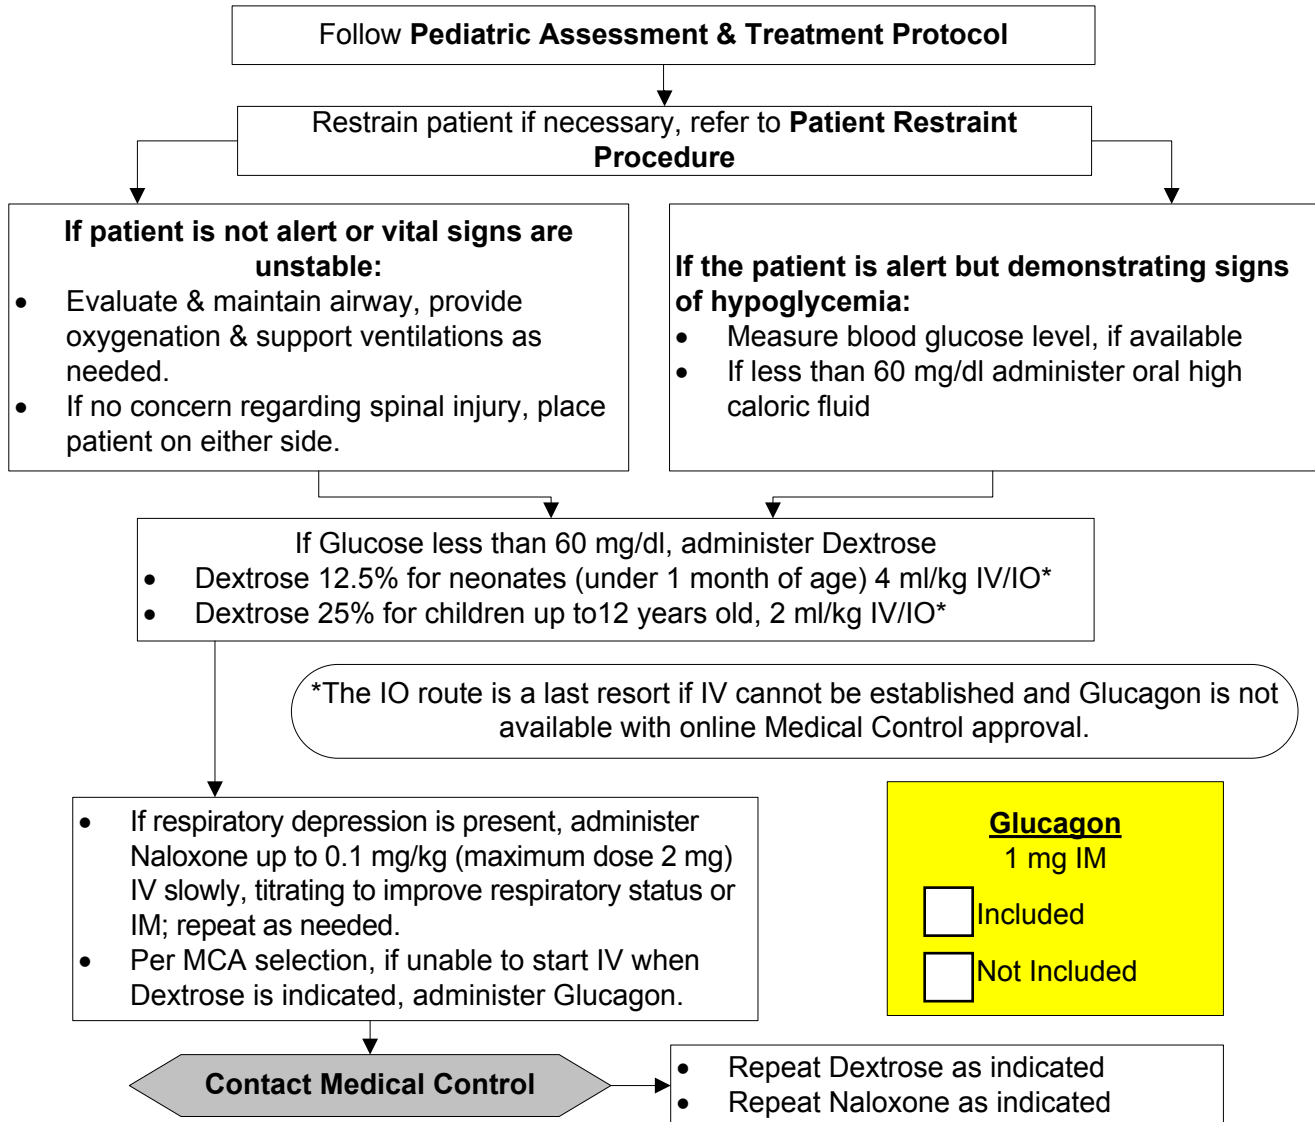 Follow Pediatric Assessment & Treatment Protocol
Restrain patient if necessary, refer to Patient Restraint
Procedure
If patient is not alert or vital signs are
unstable:
• Evaluate & maintain airway, provide
oxygenation & support ventilations as
needed.
• If no concern regarding spinal injury, place
patient on either side.
If the patient is alert but demonstrating signs
of hypoglycemia:
• Measure blood glucose level, if available
• If less than 60 mg/dl administer oral high
caloric fluid
If Glucose less than 60 mg/dl, administer Dextrose
• Dextrose 12.5% for neonates (under 1 month of age) 4 ml/kg IV/IO*
• Dextrose 25% for children up to12 years old, 2 ml/kg IV/IO*
*The IO route is a last resort if IV cannot be established and Glucagon is not
available with online Medical Control approval.
• If respiratory depression is present, administer
Naloxone up to 0.1 mg/kg (maximum dose 2 mg)
IV slowly, titrating to improve respiratory status or
IM; repeat as needed.
• Per MCA selection, if unable to start IV when
Dextrose is indicated, administer Glucagon.
Glucagon
1 mg IM
Included
Not Included
Contact Medical Control
• Repeat Dextrose as indicated
• Repeat Naloxone as indicated